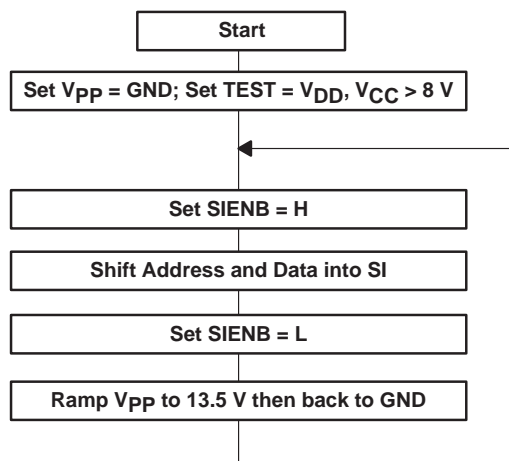 Start
Set VPP = GND; Set TEST = VDD, VCC > 8 V
Set SIENB = H
Shift Address and Data into SI
Set SIENB = L
Ramp VPP to 13.5 V then back to GND